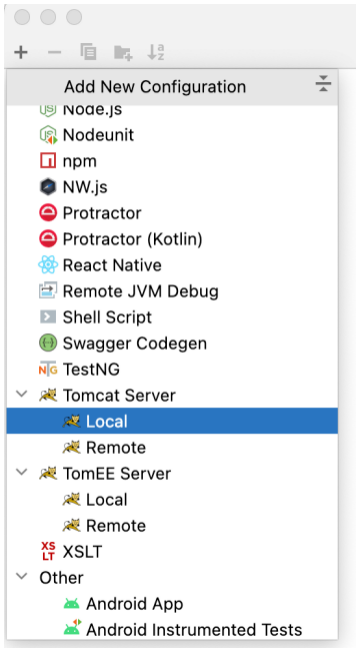 Add New Configuration
Node.js
Nodeunit
npm
NW.js
Protractor
Protractor (Kotlin)
React Native
Remote JVM Debug
Shell Script
Swagger Codegen
TestNG
Tomcat Server
Local
Remote
TomEE Server
Local
Remote
XSLT
Other
Android App
Android Instrumented Tests